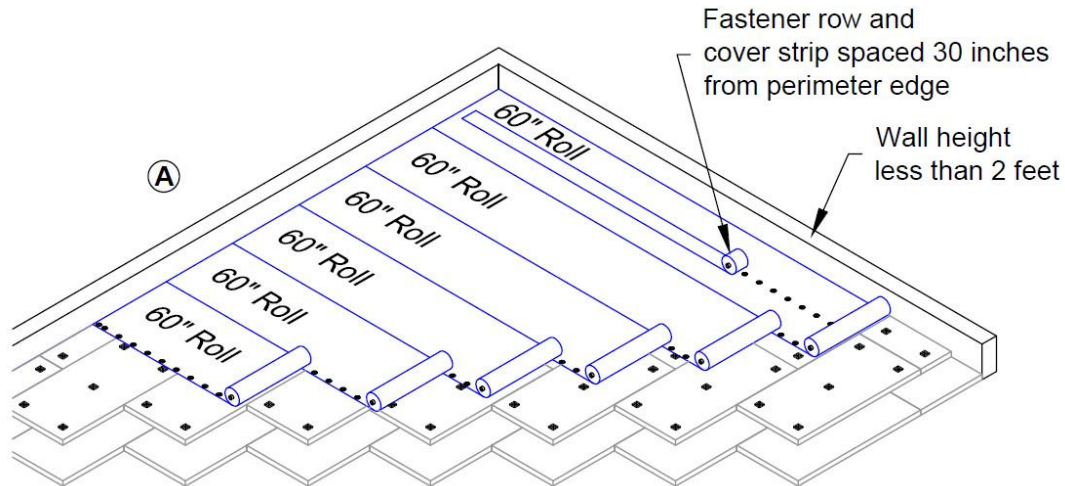 Fastener row and
cover strip spaced 30 inches
from perimeter edge
Wall height
less than 2 feet
A
60" Roll
60" Roll
60" Roll
60" Roll
60" Roll
60" Roll